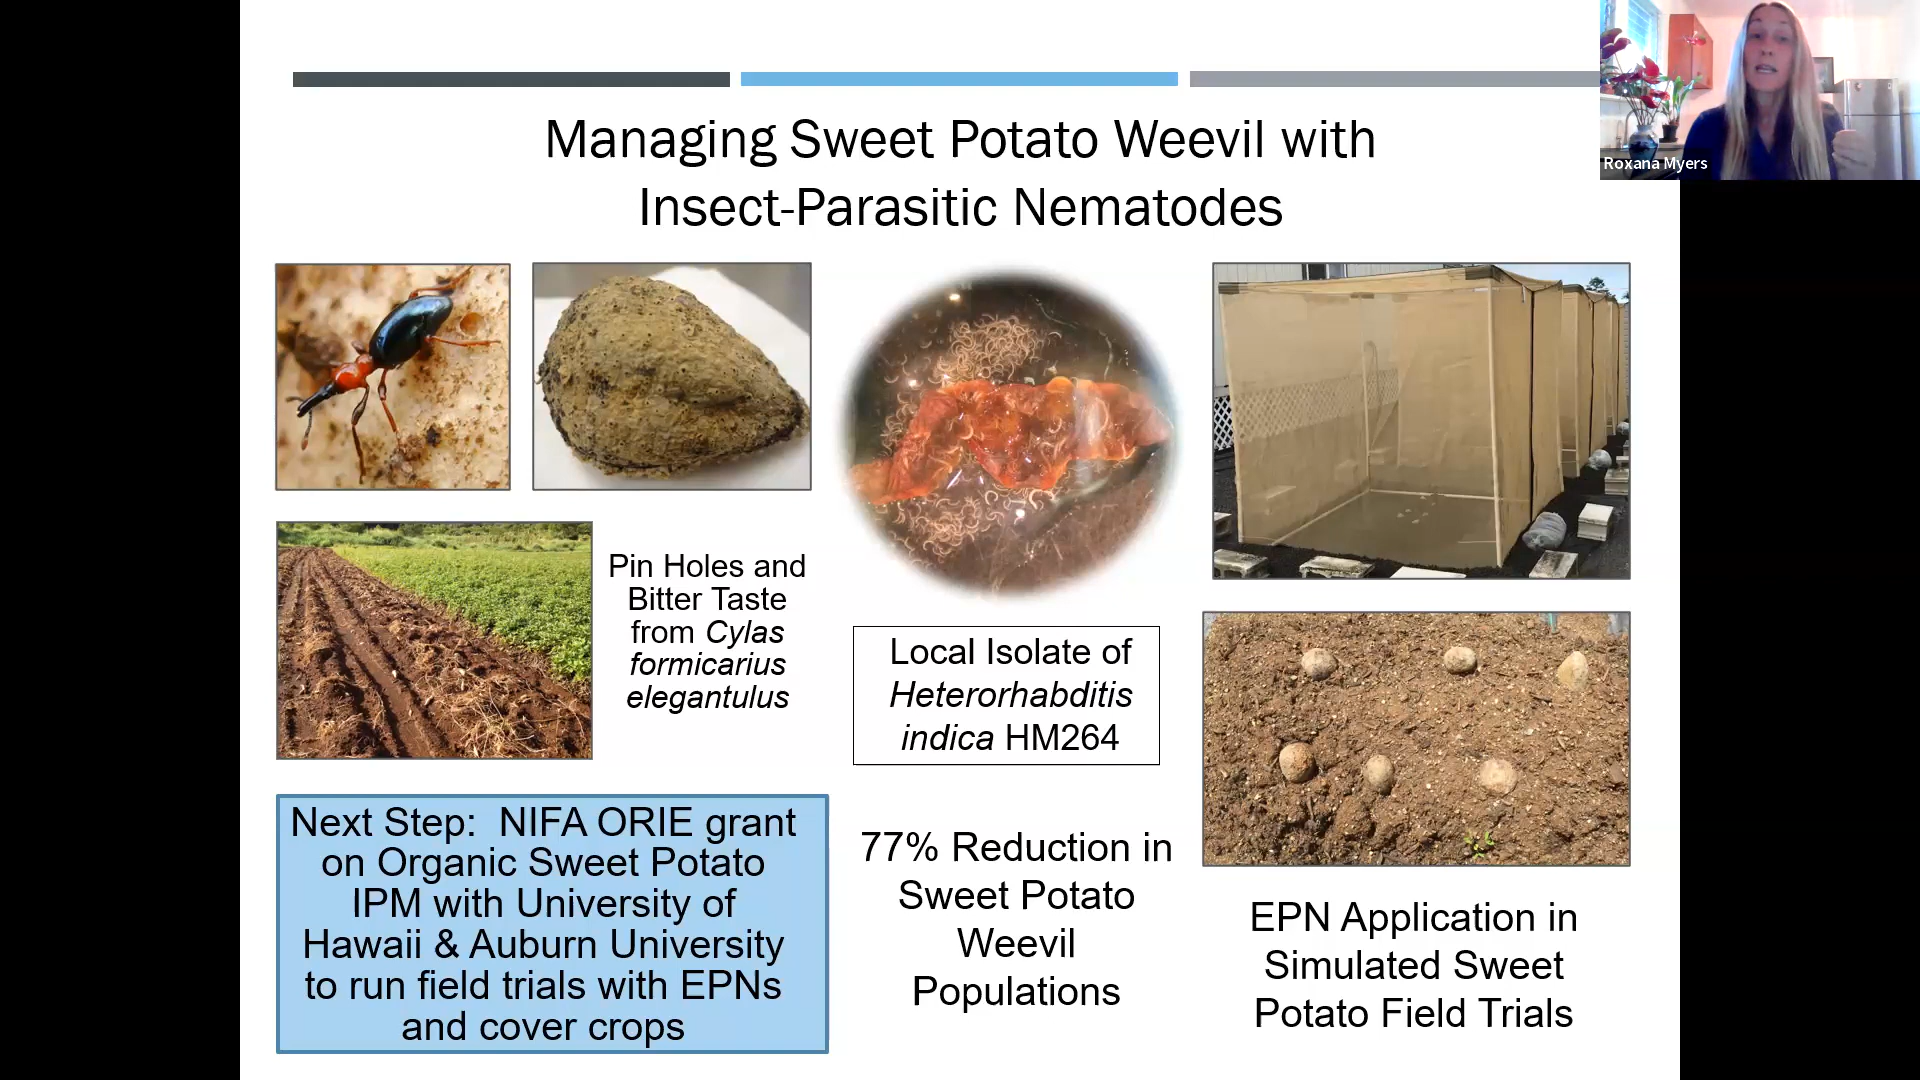 Managing Sweet Potato Weevil with
Insect-Parasitic Nematodes
Roxana Myers
Pin Holes and
Bitter Taste
from Cylas
formicarius
elegantulus
Local Isolate of
Heterorhabditis
indica HM264
Next Step:  NIFA ORIE grant
on Organic Sweet Potato
IPM with University of
Hawaii & Auburn University
to run field trials with EPNs
and cover crops
77% Reduction in
Sweet Potato
Weevil
Populations
EPN Application in
Simulated Sweet
Potato Field Trials